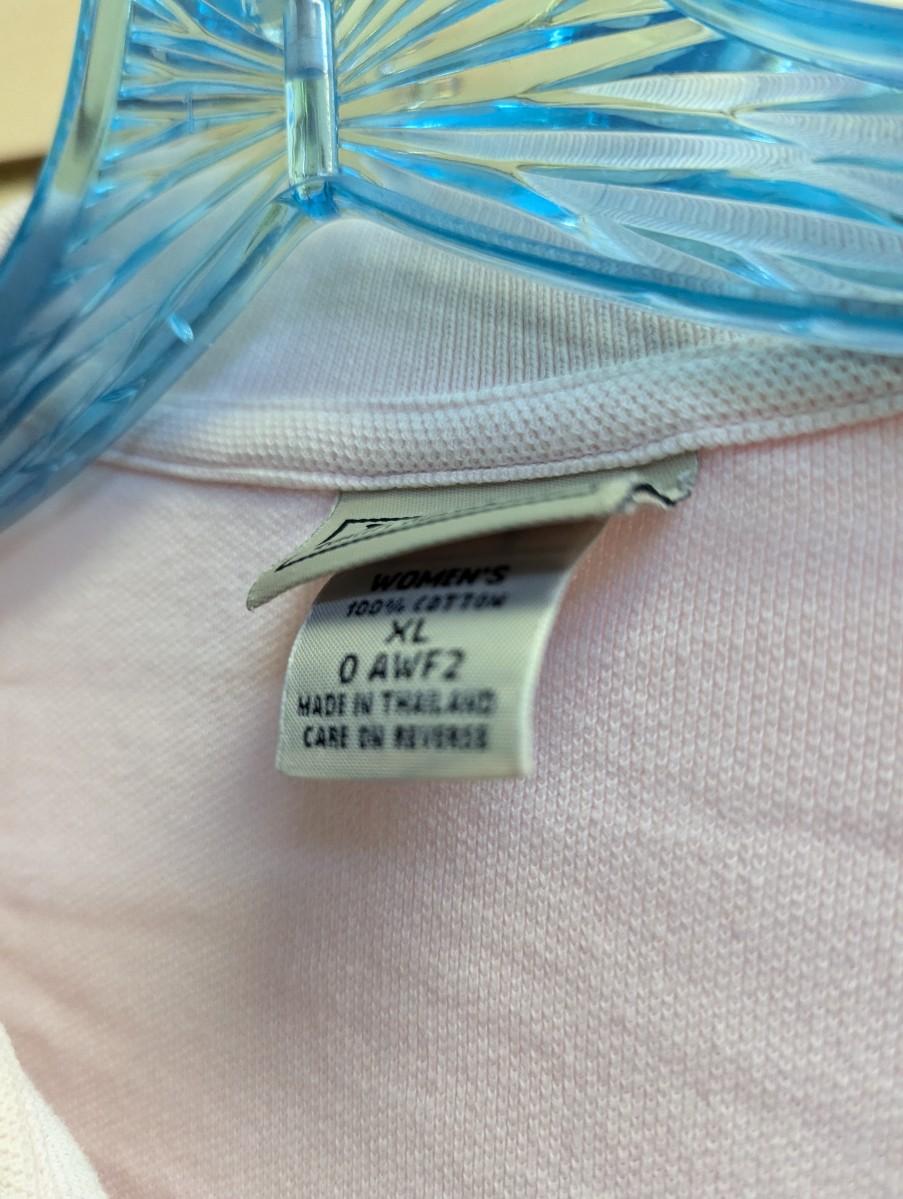 WOMEN'S
100% COTTON
XL
0 AWF2
MADE IN THAILAND
CARE ON REVERSE